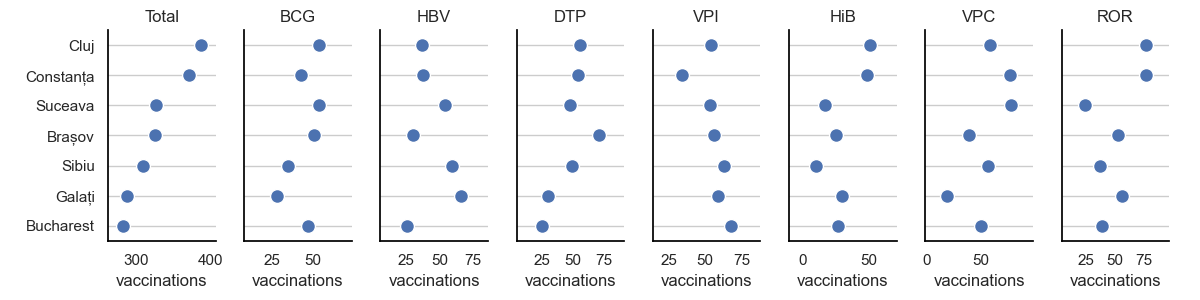 Total BCG HBV DTP VPI HiB VPC ROR
Cluj
Constanța
Suceava
Brașov
Sibiu
Galați
Bucharest
300 400 25 50 25 50 75 25 50 75 25 50 75 0 50 0 50 25 50 75
vaccinations vaccinations vaccinations vaccinations vaccinations vaccinations vaccinations vaccinations